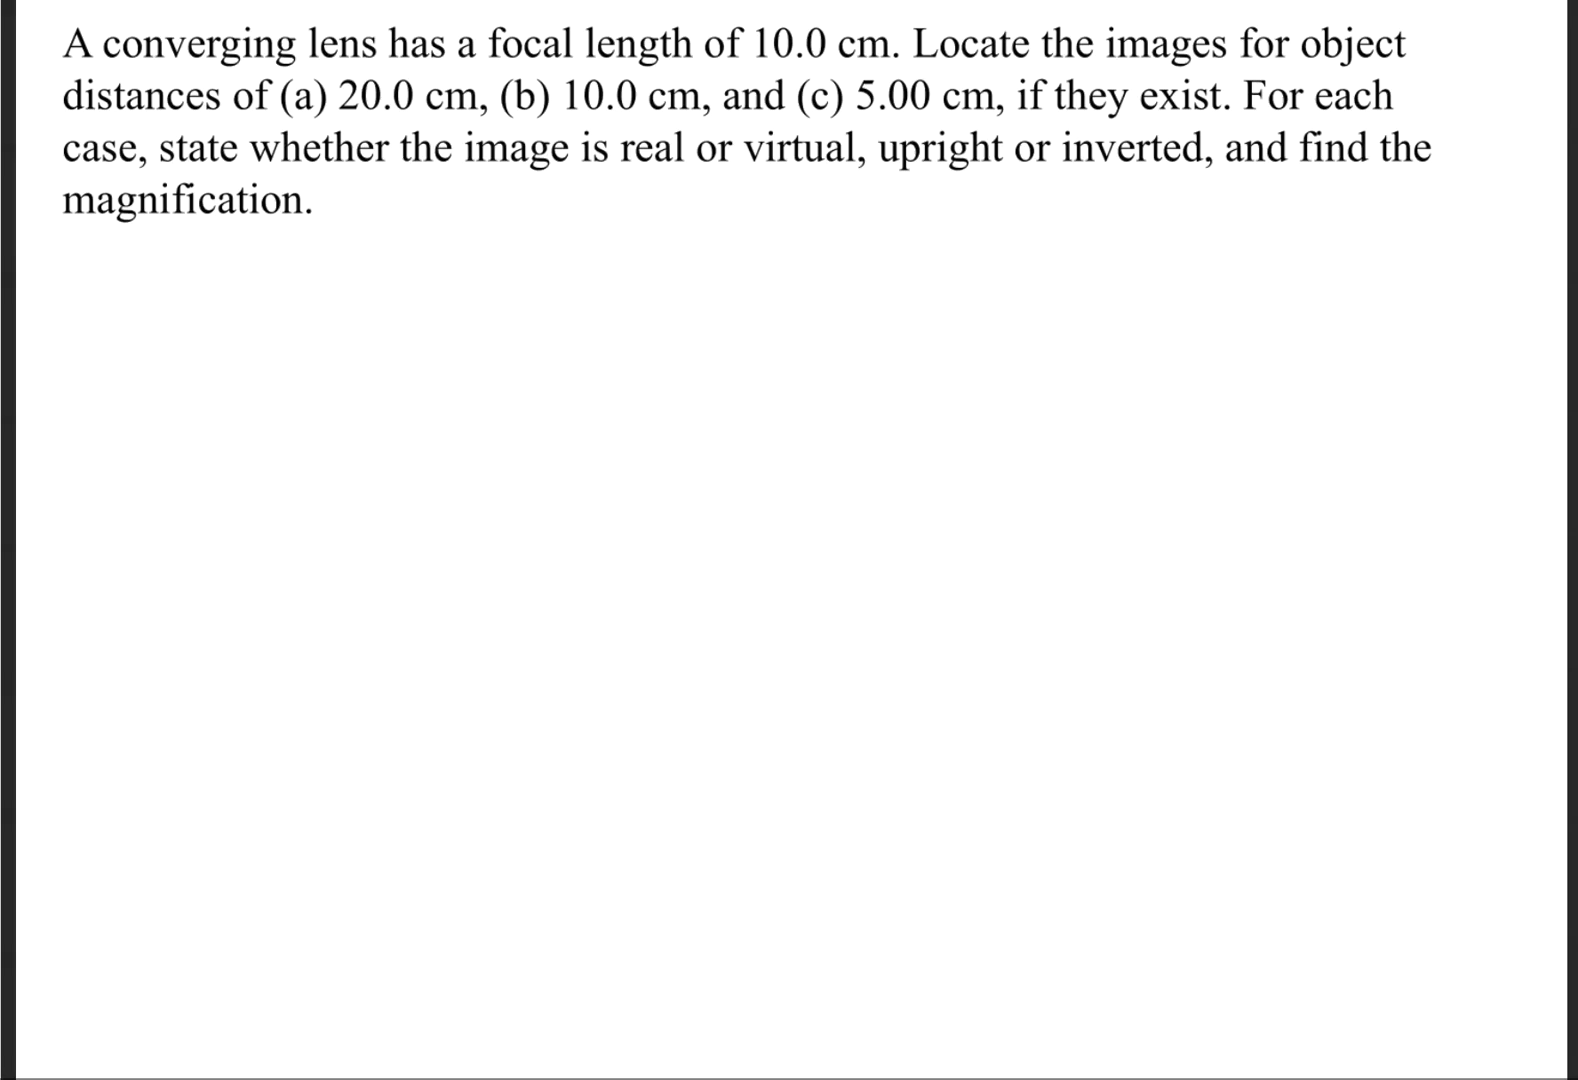 A converging lens has a focal length of 10.0 cm. Locate the images for object
distances of (a) 20.0 cm, (b) 10.0 cm, and (c) 5.00 cm, if they exist. For each
case, state whether the image is real or virtual, upright or inverted, and find the
magnification.